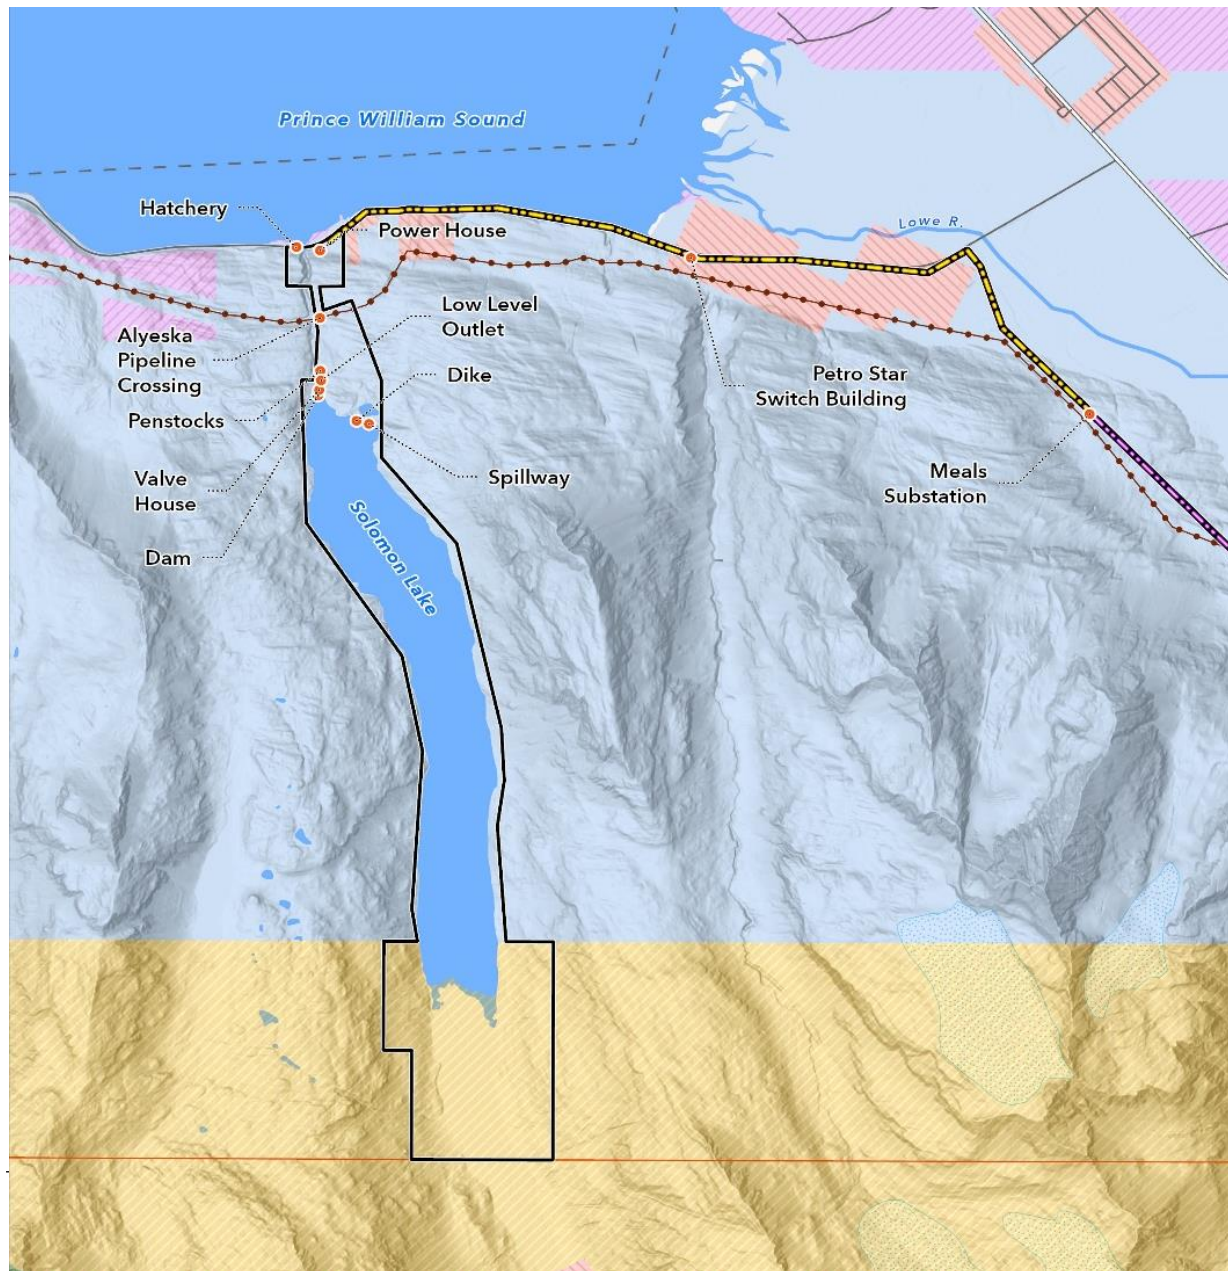 Prince William Sound
Hatchery
Power House
Lowe R.
Low Level
Outlet
Alyeska
Pipeline
Crossing
Dike
Petro Star
Switch Building
Penstocks
Valve
House
Spillway
Meals
Substation
Dam
Solomon Lake